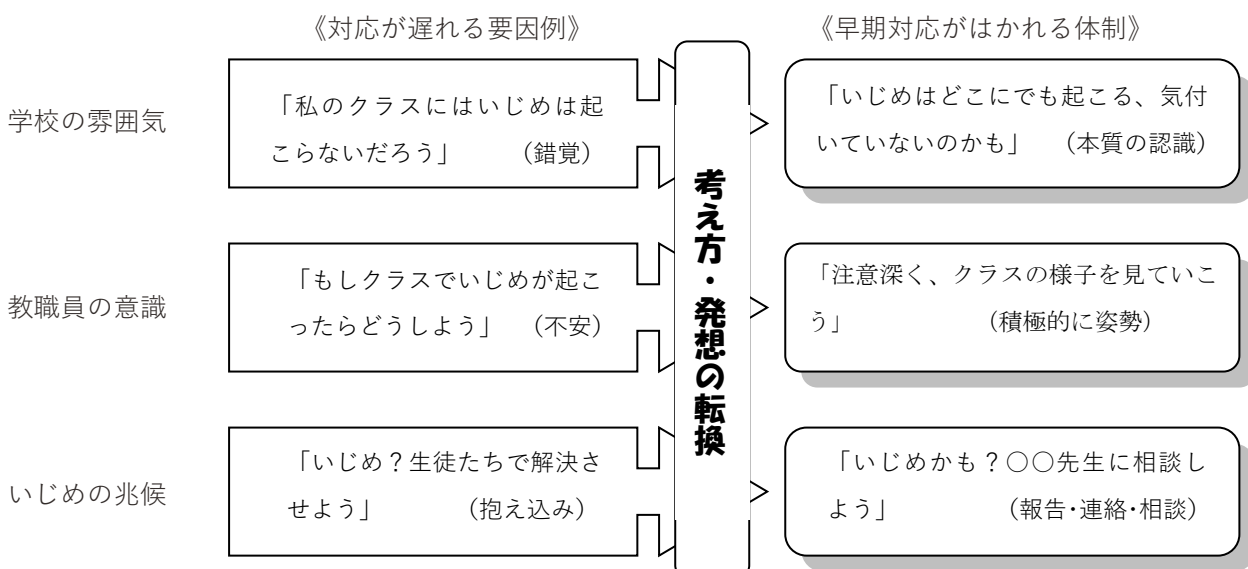 《対応が遅れる要因例》
《早期対応がはかれる体制》
学校の雰囲気
「私のクラスにはいじめは起
こらないだろう」 （錯覚）
「いじめはどこにでも起こる、気付
いていないのかも」 （本質の認識）
教職員の意識
「もしクラスでいじめが起こ
ったらどうしよう」 （不安）
「注意深く、クラスの様子を見ていこ
う」 （積極的に姿勢）
いじめの兆候
「いじめ？生徒たちで解決さ
せよう」 （抱え込み）
「いじめかも？○○先生に相談し
よう」 （報告・連絡・相談）
考え方・発想の転換